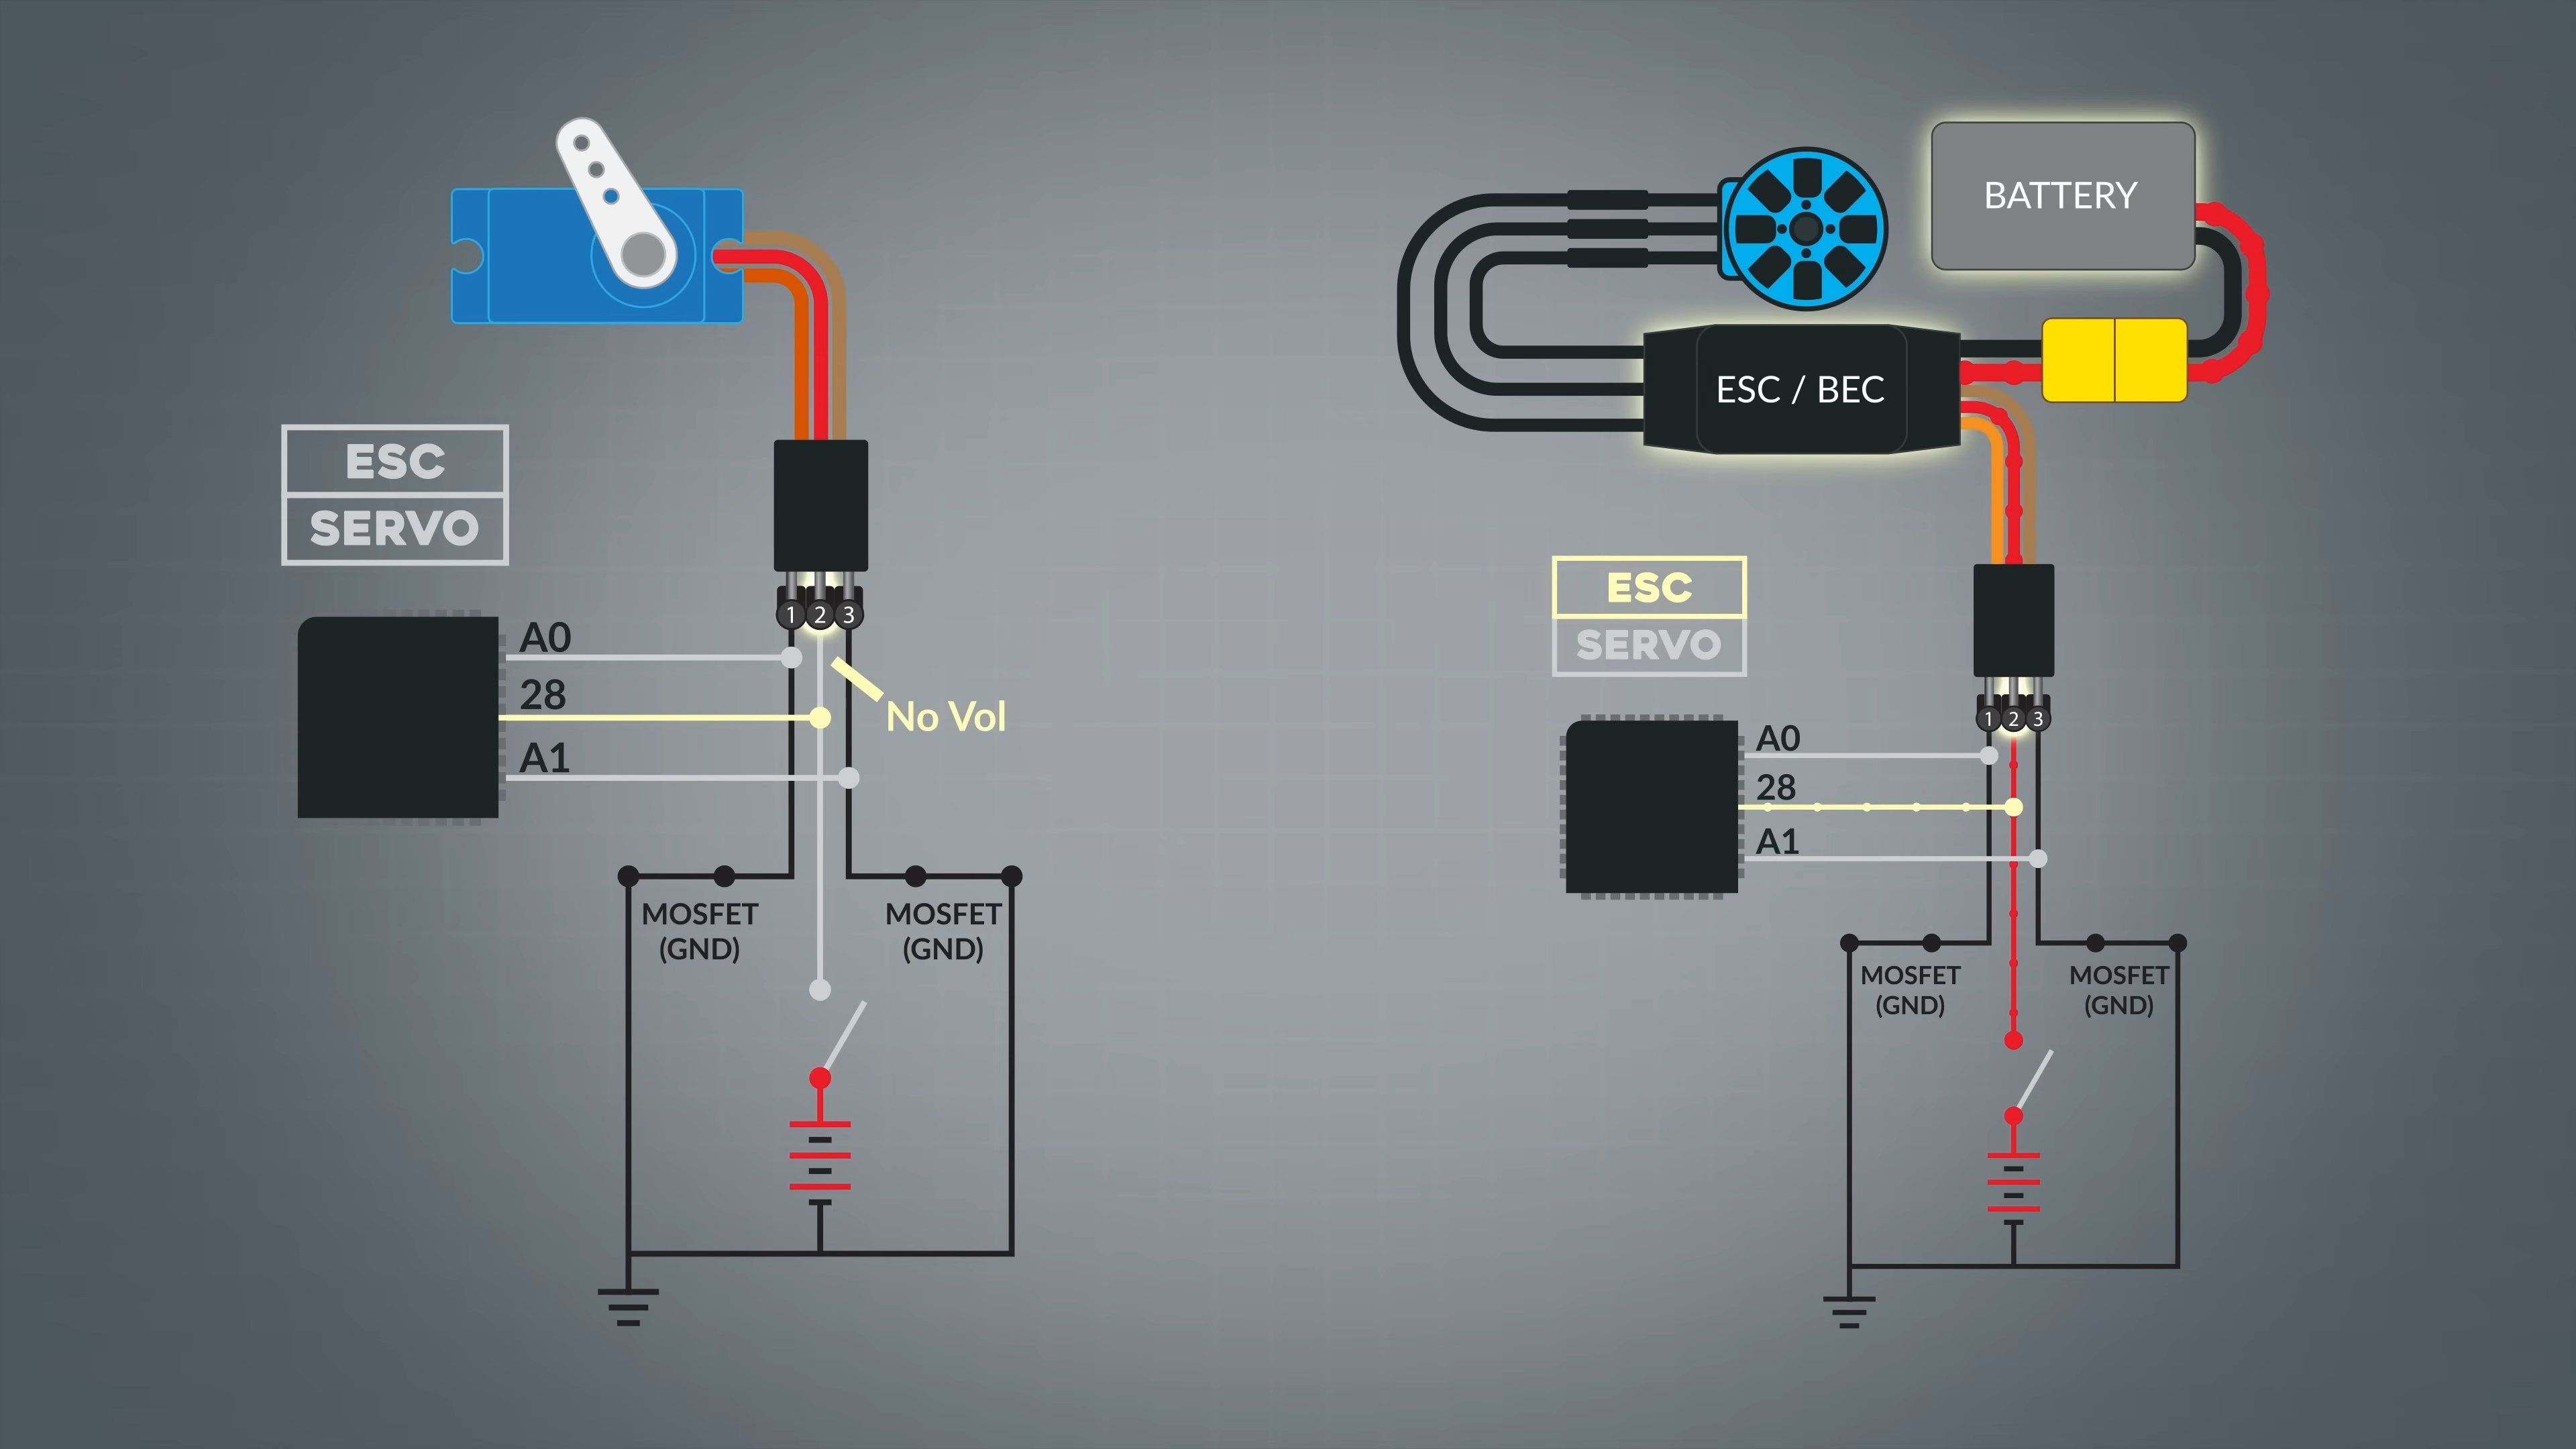 ESC
SERVO
1 2 3
A0
28
No Vol
A1
MOSFET
(GND)
MOSFET
(GND)
BATTERY
ESC / BEC
ESC
SERVO
1 2 3
A0
28
A1
MOSFET
(GND)
MOSFET
(GND)